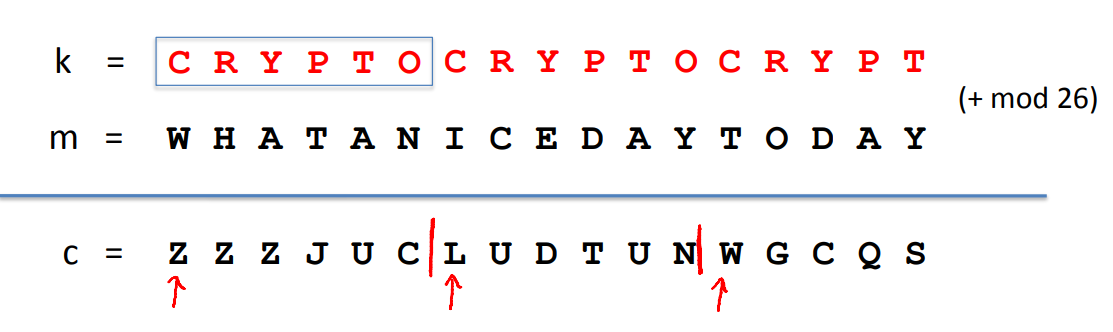 k = C R Y P T O C R Y P T O C R Y P T
(+ mod 26)
m = W H A T A N I C E D A Y T O D A Y
c = Z Z Z J U C L U D T U N W G C Q S